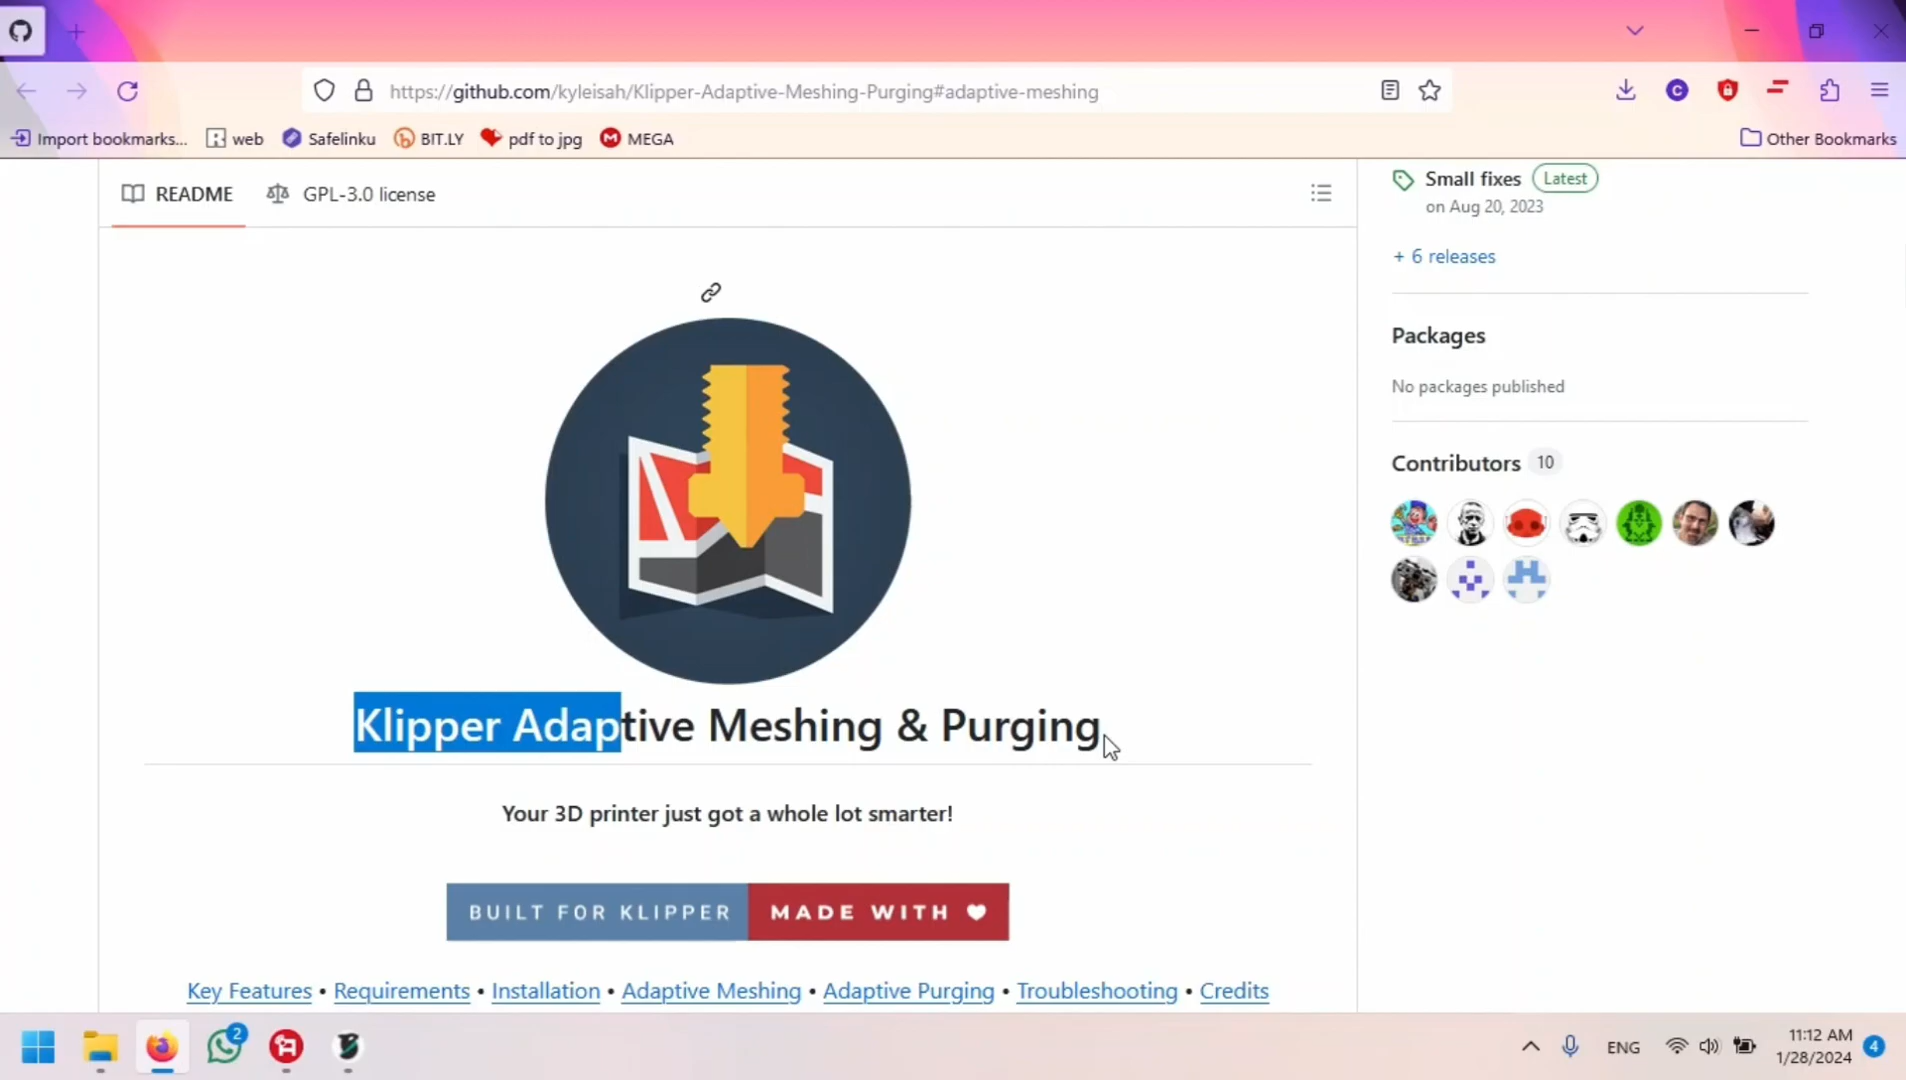 https://github.com/kyleisah/Klipper-Adaptive-Meshing-Purging#adaptive-meshing
C
Import bookmarks... web Safelinku BIT.LY pdf to jpg MEGA Other Bookmarks
README GPL-3.0 license
Small fixes Latest
on Aug 20, 2023
+ 6 releases
Packages
No packages published
Contributors 10
Klipper Adaptive Meshing & Purging
Your 3D printer just got a whole lot smarter!
BUILT FOR KLIPPER MADE WITH
Key Features • Requirements • Installation • Adaptive Meshing • Adaptive Purging • Troubleshooting • Credits
2
ENG
11:12 AM
1/28/2024
4